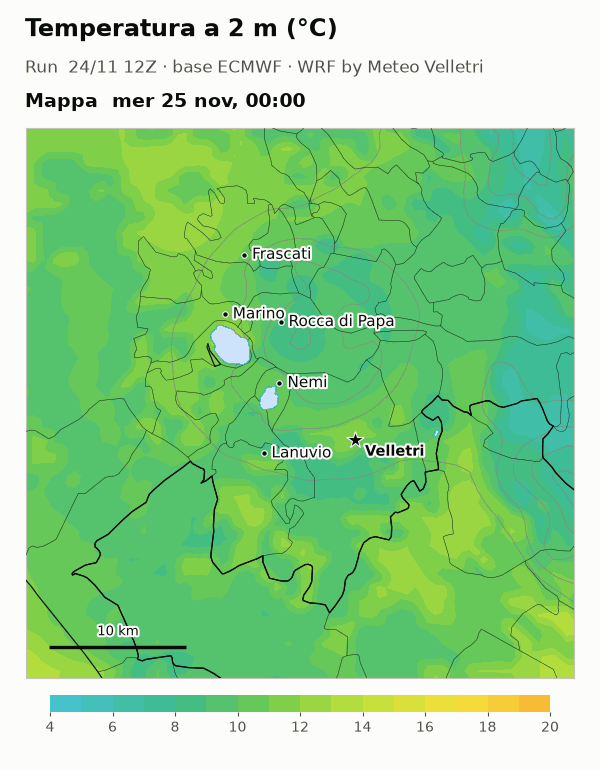 Temperatura a 2 m (°C)
Run  24/11 12Z · base ECMWF · WRF by Meteo Velletri
Mappa  mer 25 nov, 00:00
Frascati
Marino
Rocca di Papa
Nemi
Velletri
Lanuvio
10 km
4 6 8 10 12 14 16 18 20